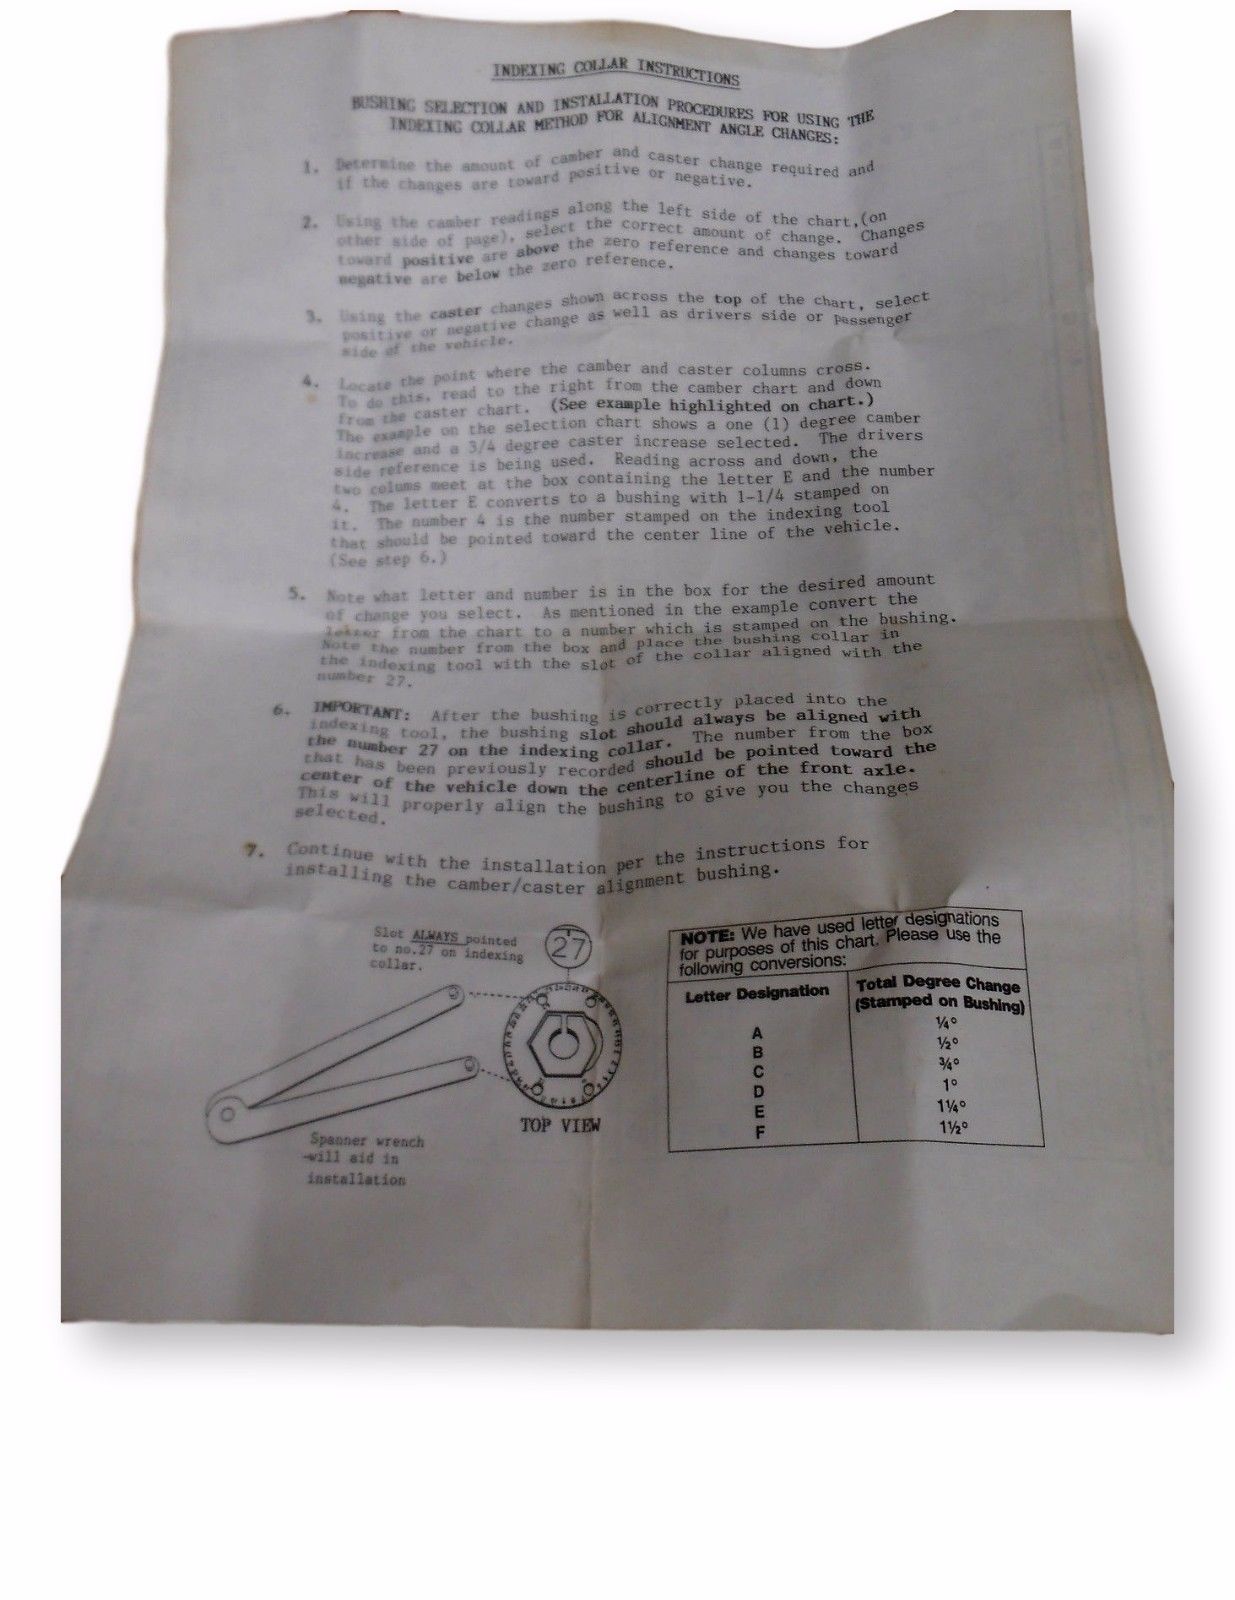 INDEXING COLLAR INSTRUCTIONS
BUSHING SELECTION AND INSTALLATION PROCEDURES FOR USING THE
INDEXING COLLAR METHOD FOR ALIGNMENT ANGLE CHANGES:
1. Determine the amount of camber and caster change required and
if the changes are toward positive or negative.
2. Using the camber readings along the left side of the chart,(on
other side of page), select the correct amount of change. Changes
toward positive are above the zero reference and changes toward
negative are below the zero reference.
3. Using the caster changes shown across the top of the chart, select
positive or negative change as well as drivers side or passenger
side of the vehicle.
4. Locate the point where the camber and caster columns cross.
To do this, read to the right from the camber chart and down
from the caster chart. (See example highlighted on chart.)
The example on the selection chart shows a one (1) degree camber
increase and a 3/4 degree caster increase selected. The drivers
side reference is being used. Reading across and down, the
two colums meet at the box containing the letter E and the number
4. The letter E converts to a bushing with 1-1/4 stamped on
it. The number 4 is the number stamped on the indexing tool
that should be pointed toward the center line of the vehicle.
(See step 6.)
5. Note what letter and number is in the box for the desired amount
of change you select. As mentioned in the example convert the
letter from the chart to a number which is stamped on the bushing.
Note the number from the box and place the bushing collar in
the indexing tool with the slot of the collar aligned with the
number 27.
6. IMPORTANT: After the bushing is correctly placed into the
indexing tool, the bushing slot should always be aligned with
the number 27 on the indexing collar. The number from the box
that has been previously recorded should be pointed toward the
center of the vehicle down the centerline of the front axle.
This will properly align the bushing to give you the changes
selected.
7. Continue with the installation per the instructions for
installing the camber/caster alignment bushing.
Slot ALWAYS pointed
to no.27 on indexing
collar.
27
TOP VIEW
Spanner wrench
will aid in
installation
NOTE: We have used letter designations
for purposes of this chart. Please use the
following conversions:
Letter Designation Total Degree Change
(Stamped on Bushing)
A ¼°
B ½°
C ¾°
D 1°
E 1¼°
F 1½°